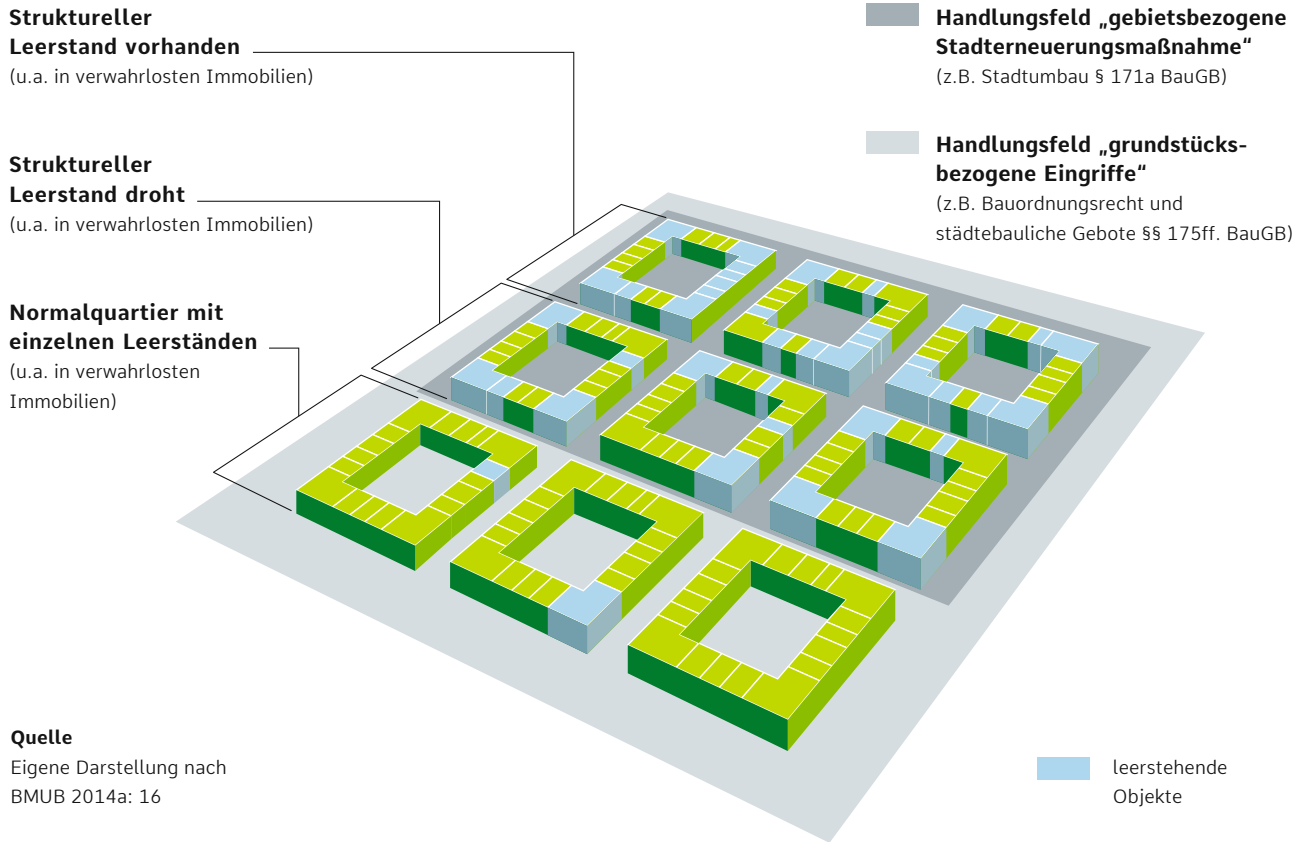 Struktureller
Leerstand vorhanden
(u.a. in verwahrlosten Immobilien)
Struktureller
Leerstand droht
(u.a. in verwahrlosten Immobilien)
Normalquartier mit
einzelnen Leerständen
(u.a. in verwahrlosten
Immobilien)
Handlungsfeld „gebietsbezogene
Stadterneuerungsmaßnahme“
(z.B. Stadtumbau § 171a BauGB)
Handlungsfeld „grundstücks-
bezogene Eingriffe“
(z.B. Bauordnungsrecht und
städtebauliche Gebote §§ 175ff. BauGB)
Quelle
Eigene Darstellung nach
BMUB 2014a: 16
leerstehende
Objekte